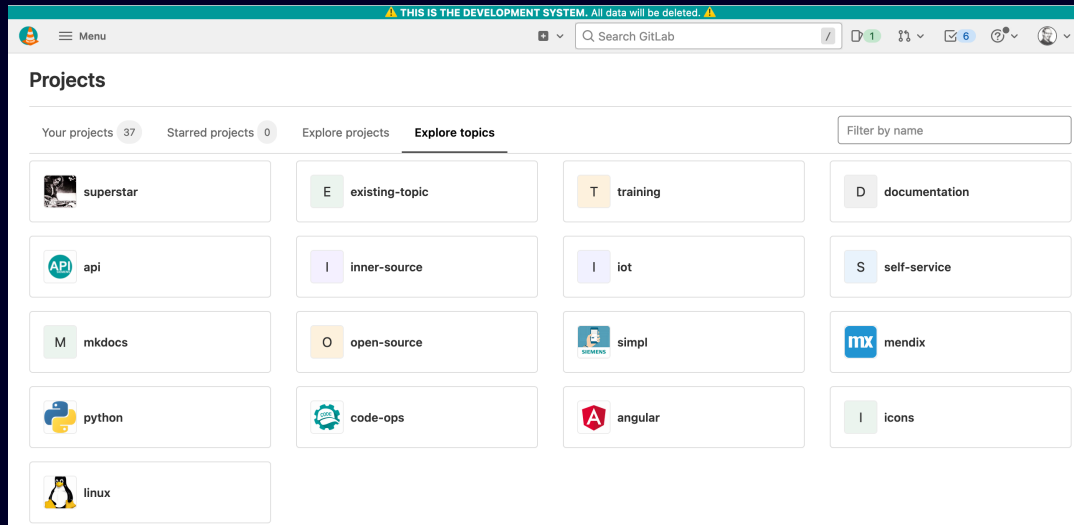 THIS IS THE DEVELOPMENT SYSTEM. All data will be deleted.
Menu Search GitLab / 1 6
Projects
Your projects 37 Starred projects 0 Explore projects Explore topics Filter by name
superstar E existing-topic T training D documentation
API api I inner-source I iot S self-service
M mkdocs O open-source SIEMENS simpl mx mendix
python CODE code-ops A angular I icons
linux